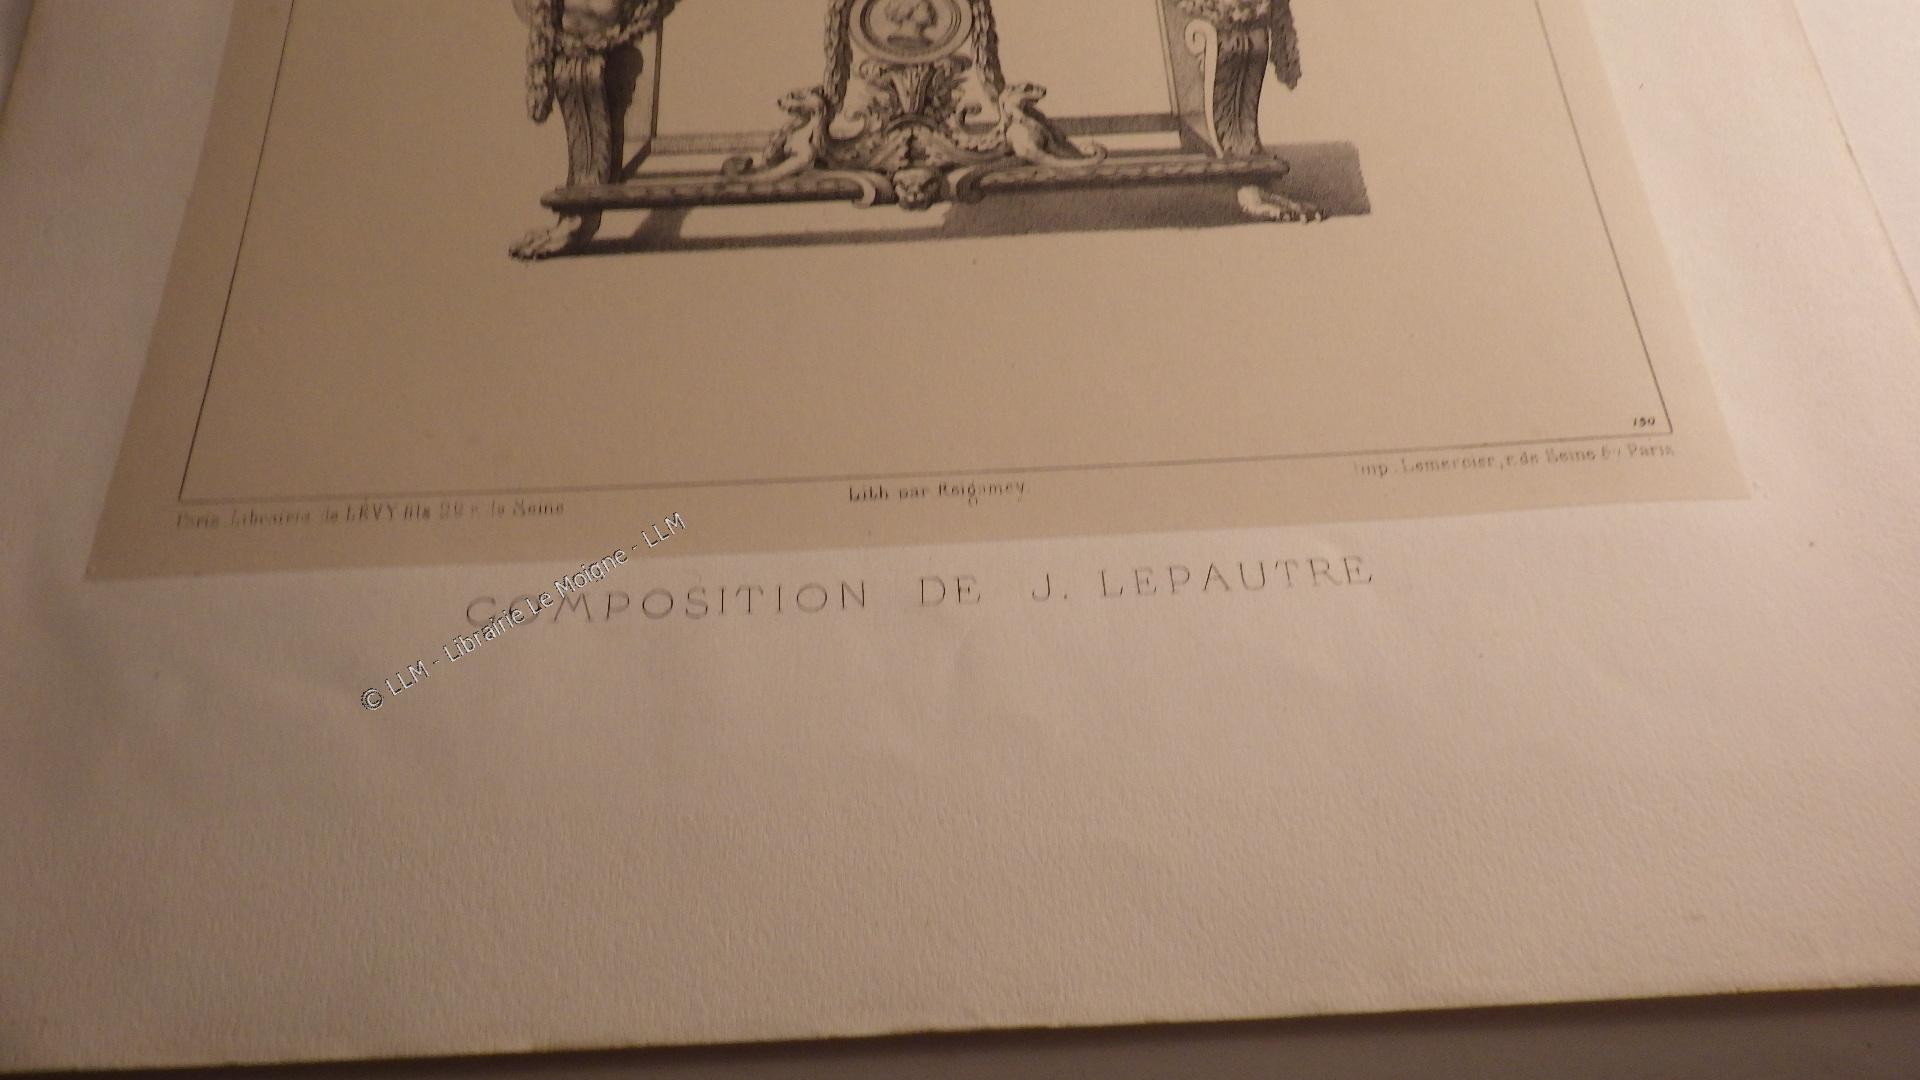 150
Paris Librairie de LÉVY fils 29 r. de Seine
Lith par Reigamey.
Imp. Lemercier, r. de Seine 57 Paris
COMPOSITION DE J. LEPAUTRE
© LLM - Librairie Le Moigne - LLM